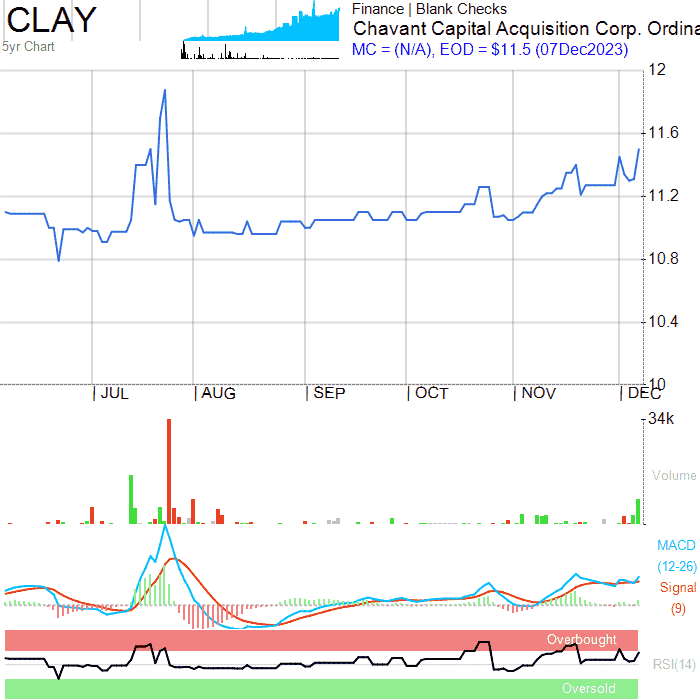 CLAY
5yr Chart
Finance | Blank Checks
Chavant Capital Acquisition Corp. Ordina
MC = (N/A), EOD = $11.5 (07Dec2023)
12
11.6
11.2
10.8
10.4
10
JUL AUG SEP OCT NOV DEC
34k
Volume
MACD
(12-26)
Signal
(9)
Overbought
RSI(14)
Oversold